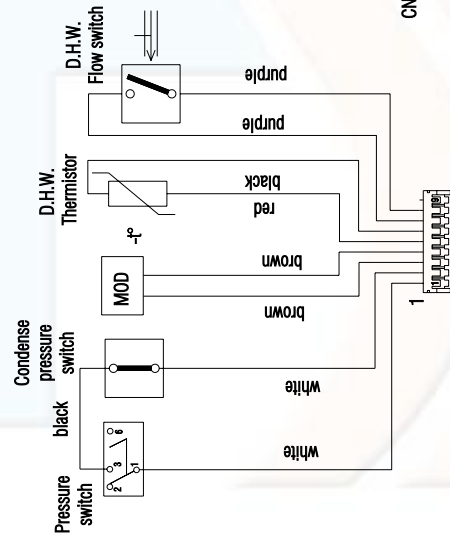 D.H.W.
Flow switch
purple
purple
D.H.W.
Thermistor
black
red
-t°
MOD
brown
brown
Condense
pressure
switch
black
white
Pressure
switch
2
3
6
1
white
1
9
CN